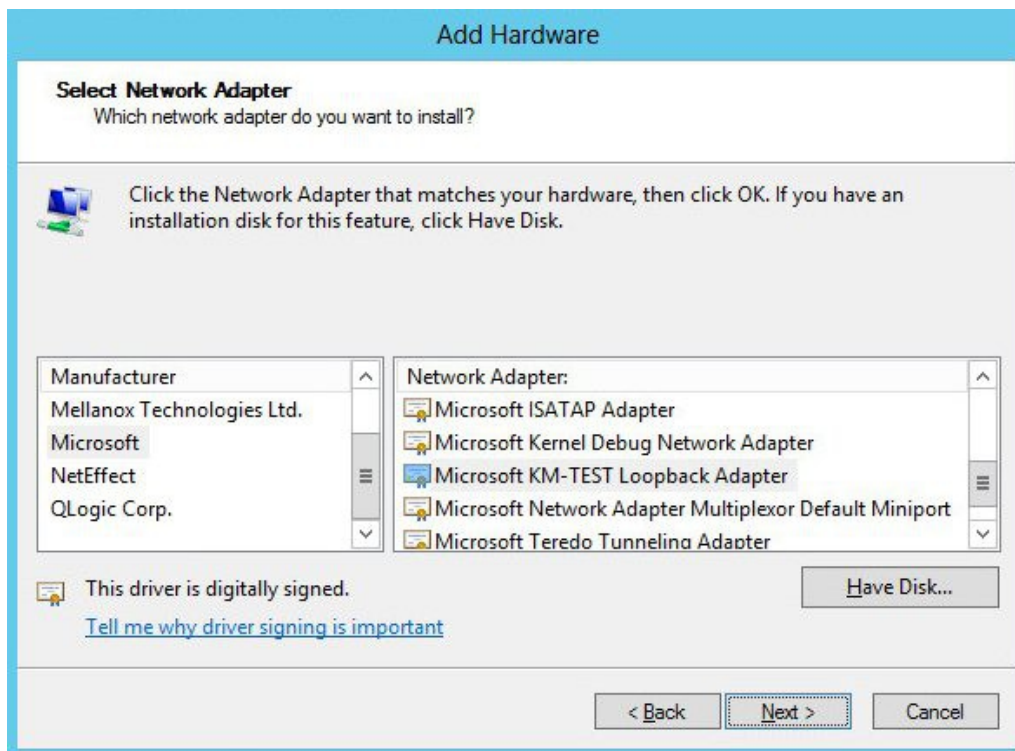 Add Hardware
Select Network Adapter
Which network adapter do you want to install?
Click the Network Adapter that matches your hardware, then click OK. If you have an
installation disk for this feature, click Have Disk.
Manufacturer
Mellanox Technologies Ltd.
Microsoft
NetEffect
QLogic Corp.
Network Adapter:
Microsoft ISATAP Adapter
Microsoft Kernel Debug Network Adapter
Microsoft KM-TEST Loopback Adapter
Microsoft Network Adapter Multiplexor Default Miniport
Microsoft Teredo Tunneling Adapter
This driver is digitally signed.
Tell me why driver signing is important
Have Disk...
< Back
Next >
Cancel